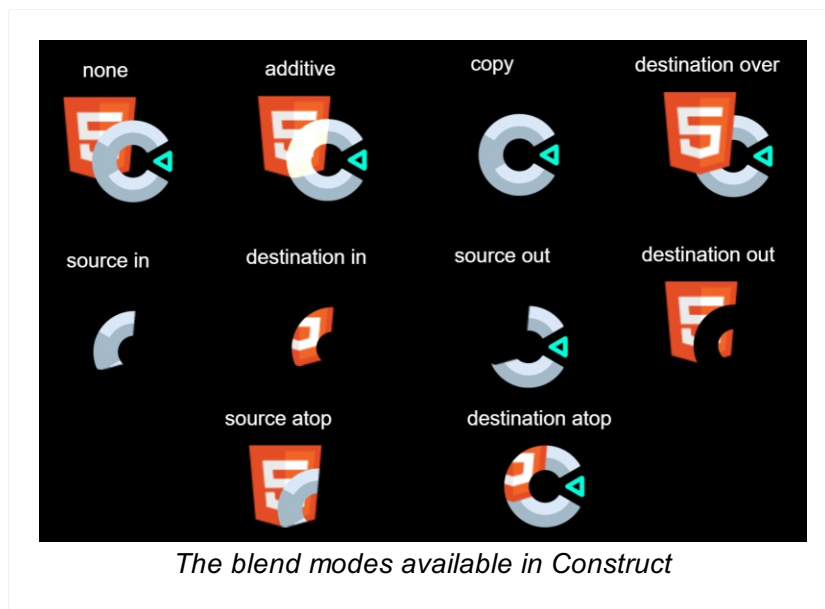 none additive copy destination over
source in destination in source out destination out
source atop destination atop
The blend modes available in Construct